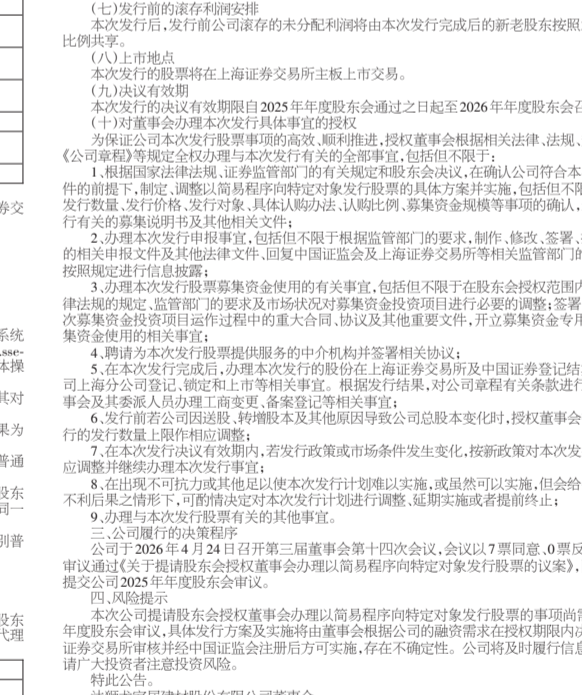 券交
系统
.sse-
体操
其对
果为
普通
股东
同一
别普
股东
代理
(七)发行前的滚存利润安排
本次发行后,发行前公司滚存的未分配利润将由本次发行完成后的新老股东按照
比例共享。
(八)上市地点
本次发行的股票将在上海证券交易所主板上市交易。
(九)决议有效期
本次发行的决议有效期限自2025年年度股东会通过之日起至2026年年度股东会召
(十)对董事会办理本次发行具体事宜的授权
为保证公司本次发行股票事项的高效、顺利推进,授权董事会根据相关法律、法规、
《公司章程》等规定全权办理与本次发行有关的全部事宜,包括但不限于:
1、根据国家法律法规、证券监管部门的有关规定和股东会决议,在确认公司符合本
件的前提下,制定、调整以简易程序向特定对象发行股票的具体方案并实施,包括但不限
发行数量、发行价格、发行对象、具体认购办法、认购比例、募集资金规模等事项的确认,
行有关的募集说明书及其他相关文件;
2、办理本次发行申报事宜,包括但不限于根据监管部门的要求,制作、修改、签署、
的相关申报文件及其他法律文件、回复中国证监会及上海证券交易所等相关监管部门的
按照规定进行信息披露;
3、办理本次发行股票募集资金使用的有关事宜,包括但不限于在股东会授权范围内
律法规的规定、监管部门的要求及市场状况对募集资金投资项目进行必要的调整;签署
次募集资金投资项目运作过程中的重大合同、协议及其他重要文件,开立募集资金专用
集资金使用的相关事宜;
4、聘请为本次发行股票提供服务的中介机构并签署相关协议;
5、在本次发行完成后,办理本次发行的股份在上海证券交易所及中国证券登记结
司上海分公司登记、锁定和上市等相关事宜。根据发行结果,对公司章程有关条款进行
事会及其委派人员办理工商变更、备案登记等相关事宜;
6、发行前若公司因送股、转增股本及其他原因导致公司总股本变化时,授权董事会
行的发行数量上限作相应调整;
7、在本次发行决议有效期内,若发行政策或市场条件发生变化,按新政策对本次发
应调整并继续办理本次发行事宜;
8、在出现不可抗力或其他足以使本次发行计划难以实施,或虽然可以实施,但会给
不利后果之情形下,可酌情决定对本次发行计划进行调整、延期实施或者提前终止;
9、办理与本次发行股票有关的其他事宜。
三、公司履行的决策程序
公司于2026年4月24日召开第三届董事会第十四次会议,会议以7票同意、0票反
审议通过《关于提请股东会授权董事会办理以简易程序向特定对象发行股票的议案》,
提交公司2025年年度股东会审议。
四、风险提示
本次公司提请股东会授权董事会办理以简易程序向特定对象发行股票的事项尚需
年度股东会审议,具体发行方案及实施将由董事会根据公司的融资需求在授权期限内决
证券交易所审核并经中国证监会注册后方可实施,存在不确定性。公司将及时履行信息
请广大投资者注意投资风险。
特此公告。